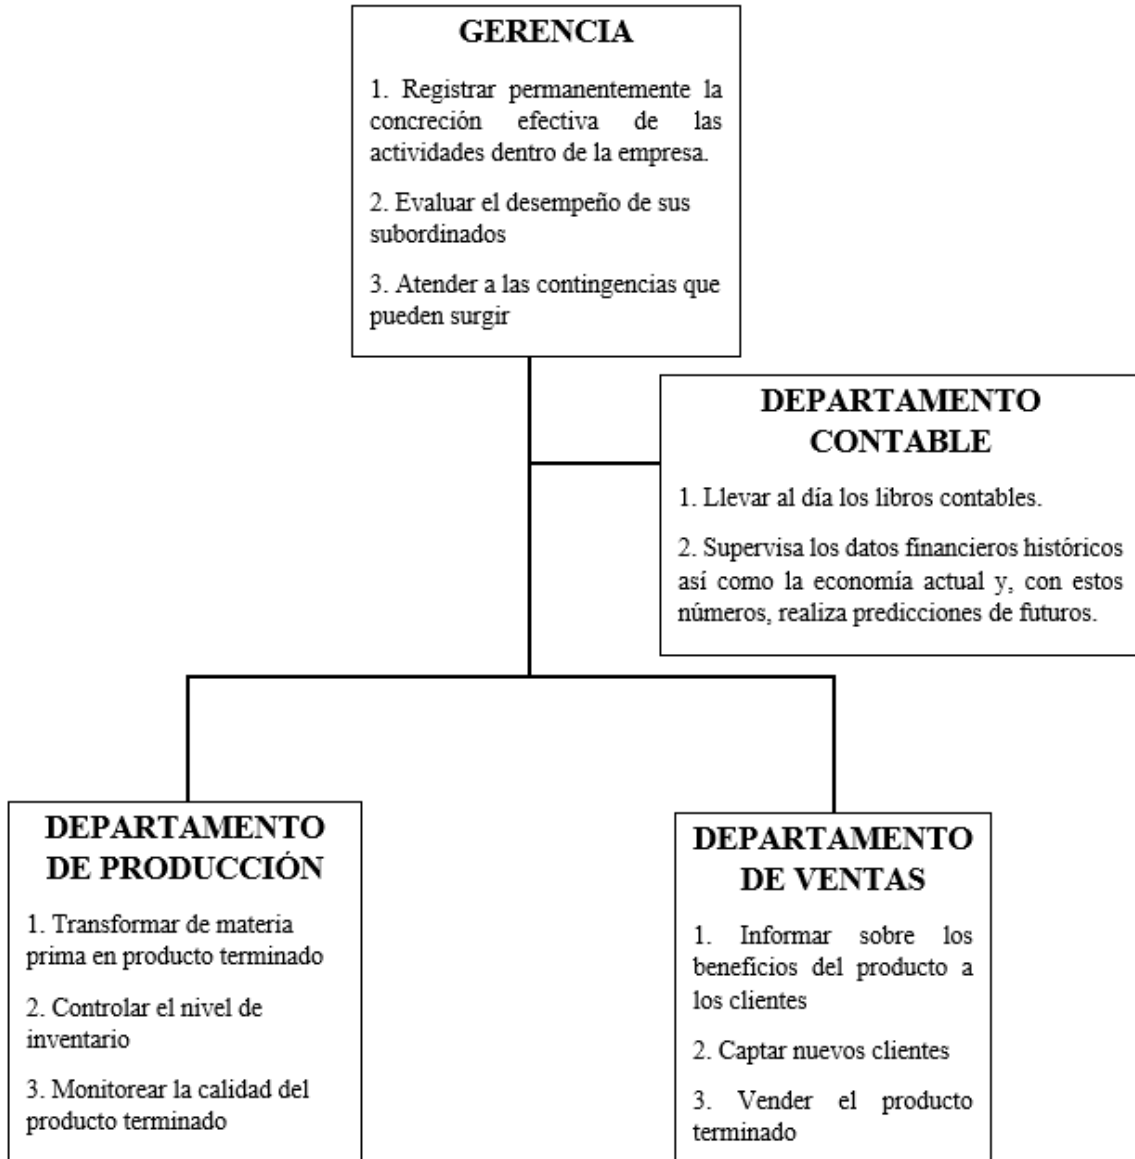 GERENCIA
1. Registrar permanentemente la
concreción efectiva de las
actividades dentro de la empresa.
2. Evaluar el desempeño de sus
subordinados
3. Atender a las contingencias que
pueden surgir
DEPARTAMENTO
CONTABLE
1. Llevar al día los libros contables.
2. Supervisa los datos financieros históricos
así como la economía actual y, con estos
números, realiza predicciones de futuros.
DEPARTAMENTO
DE PRODUCCIÓN
1. Transformar de materia
prima en producto terminado
2. Controlar el nivel de
inventario
3. Monitorear la calidad del
producto terminado
DEPARTAMENTO
DE VENTAS
1. Informar sobre los
beneficios del producto a
los clientes
2. Captar nuevos clientes
3. Vender el producto
terminado